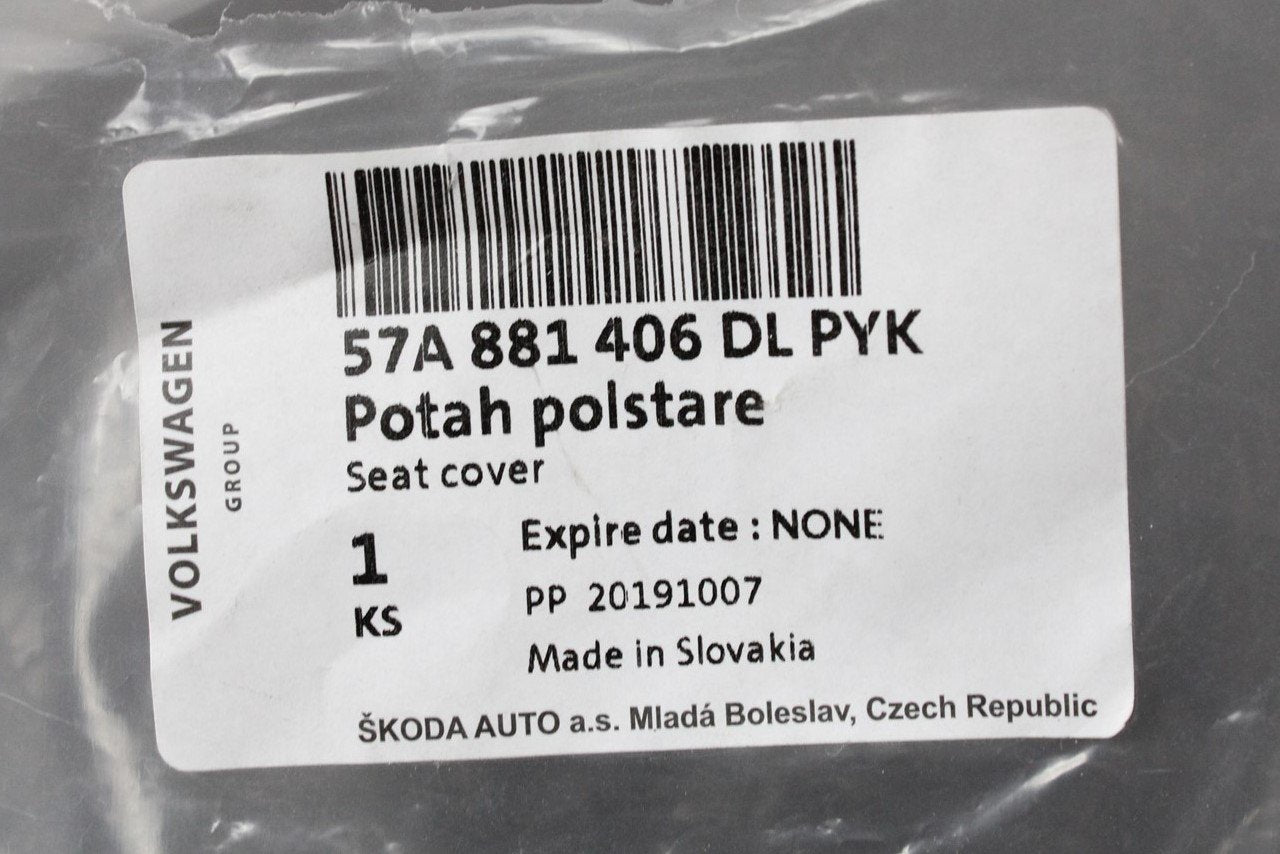 VOLKSWAGEN
GROUP
57A 881 406 DL PYK
Potah polstare
Seat cover
1
KS
Expire date : NONE
PP 20191007
Made in Slovakia
ŠKODA AUTO a.s. Mladá Boleslav, Czech Republic